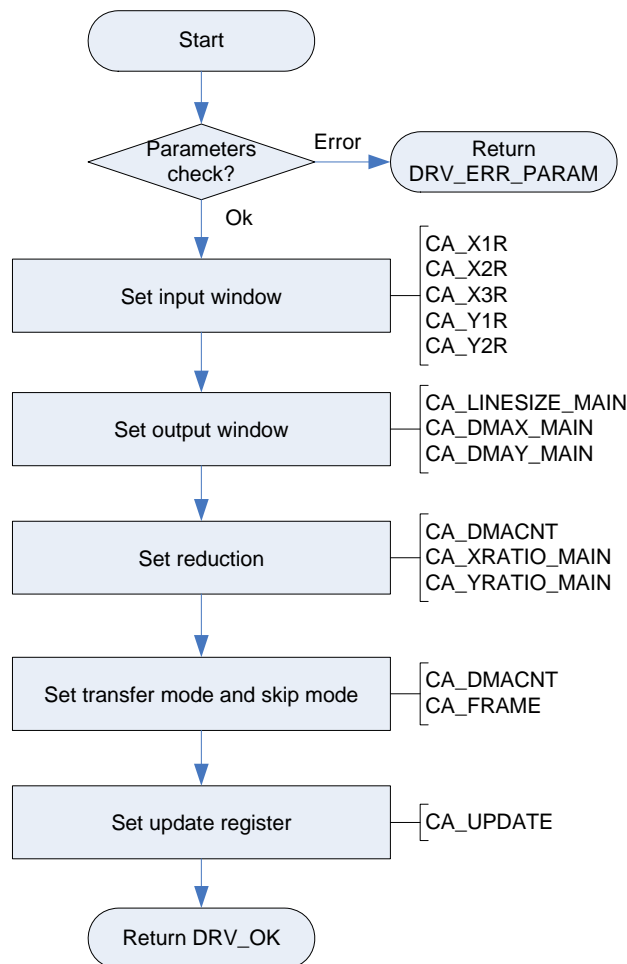 Start
Parameters
check?
Error
Return
DRV_ERR_PARAM
Ok
Set input window
CA_X1R
CA_X2R
CA_X3R
CA_Y1R
CA_Y2R
Set output window
CA_LINESIZE_MAIN
CA_DMAX_MAIN
CA_DMAY_MAIN
Set reduction
CA_DMACNT
CA_XRATIO_MAIN
CA_YRATIO_MAIN
Set transfer mode and skip mode
CA_DMACNT
CA_FRAME
Set update register
CA_UPDATE
Return DRV_OK